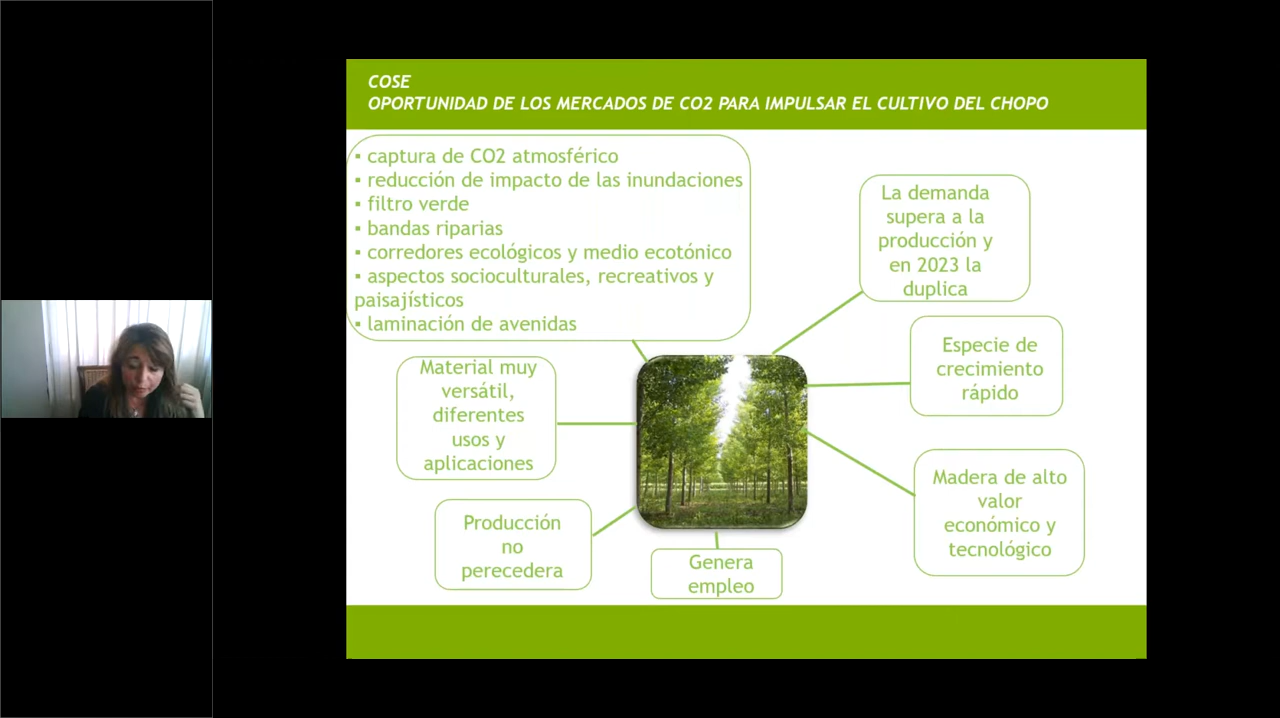 COSE
OPORTUNIDAD DE LOS MERCADOS DE CO2 PARA IMPULSAR EL CULTIVO DEL CHOPO
▪ captura de CO2 atmosférico
▪ reducción de impacto de las inundaciones
▪ filtro verde
▪ bandas riparias
▪ corredores ecológicos y medio ecotónico
▪ aspectos socioculturales, recreativos y
paisajísticos
▪ laminación de avenidas
La demanda
supera a la
producción y
en 2023 la
duplica
Especie de
crecimiento
rápido
Material muy
versátil,
diferentes
usos y
aplicaciones
Madera de alto
valor
económico y
tecnológico
Producción
no
perecedera
Genera
empleo